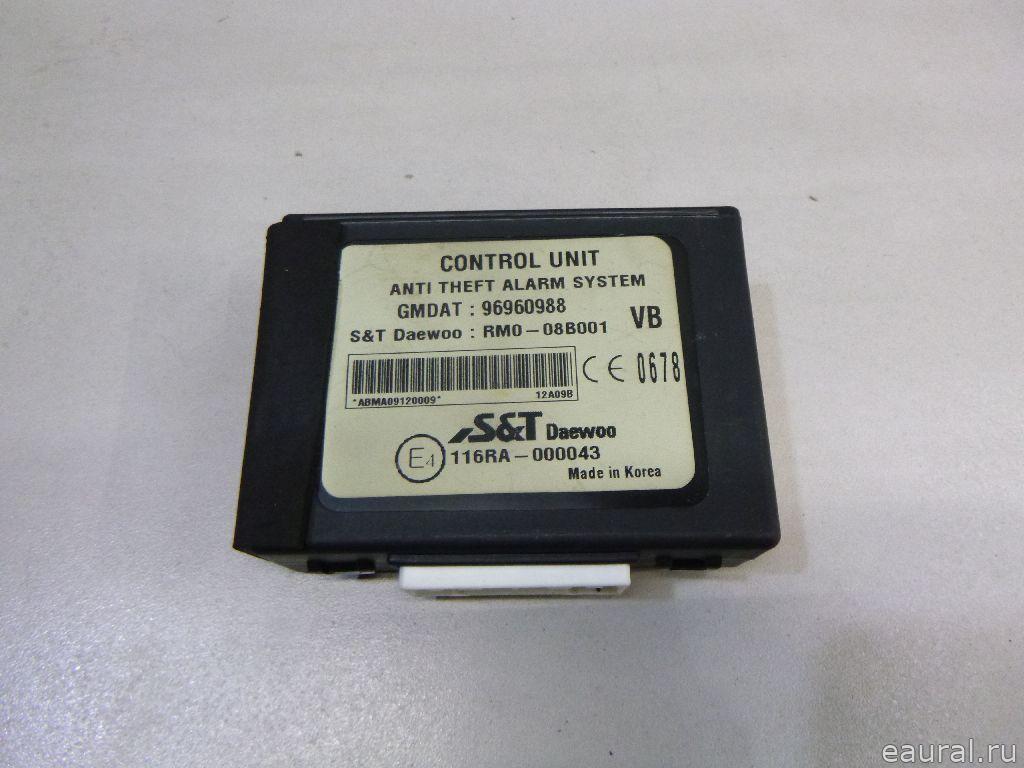 CONTROL UNIT
ANTI THEFT ALARM SYSTEM
GMDAT : 96960988
S&T Daewoo : RM0-08B001
VB
*ABMA09120009*
12A09B
CE 0678
S&T Daewoo
E4
116RA-000043
Made in Korea
eaural.ru